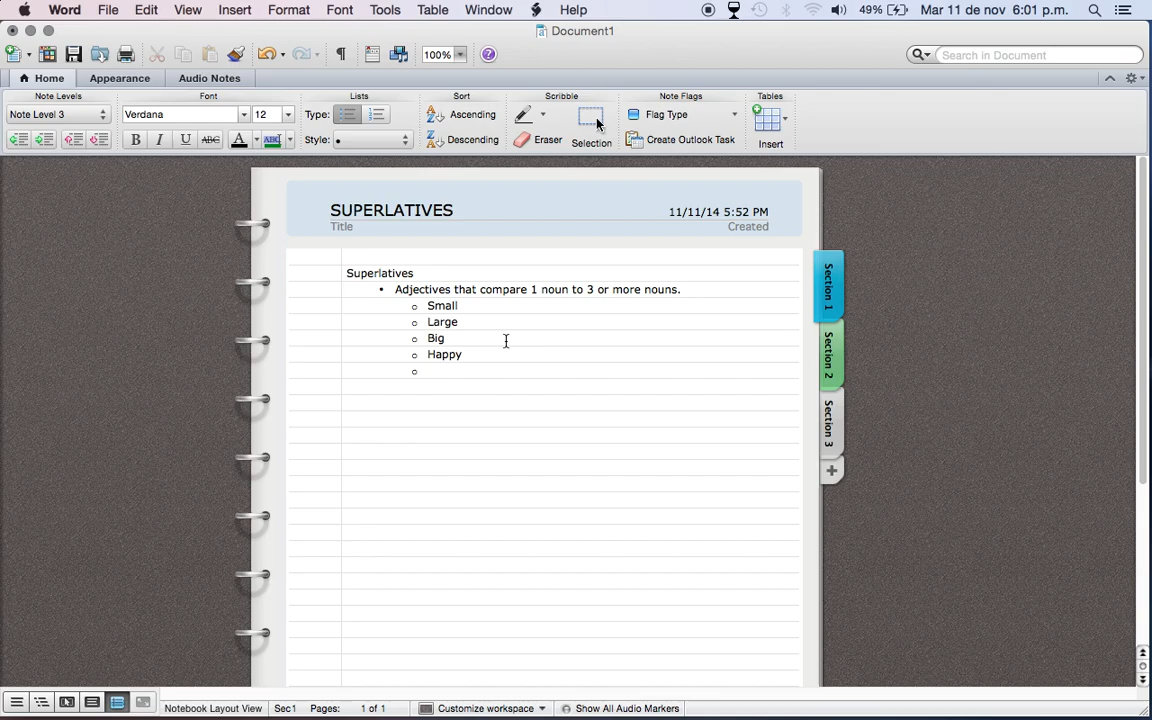 Word File Edit View Insert Format Font Tools Table Window Help 49% Mar 11 de nov 6:01 p.m.
Document1
100% Search in Document
Home Appearance Audio Notes
Note Levels Font Lists Sort Scribble Note Flags Tables
Note Level 3 Verdana 12 Type: Ascending Flag Type
B I U ABC A ABC Style: • Descending Eraser Selection Create Outlook Task Insert
SUPERLATIVES 11/11/14 5:52 PM
Title Created
Superlatives
• Adjectives that compare 1 noun to 3 or more nouns.
o Small
o Large
o Big
o Happy
o
Section 1
Section 2
Section 3
Notebook Layout View Sec1 Pages: 1 of 1 Customize workspace Show All Audio Markers